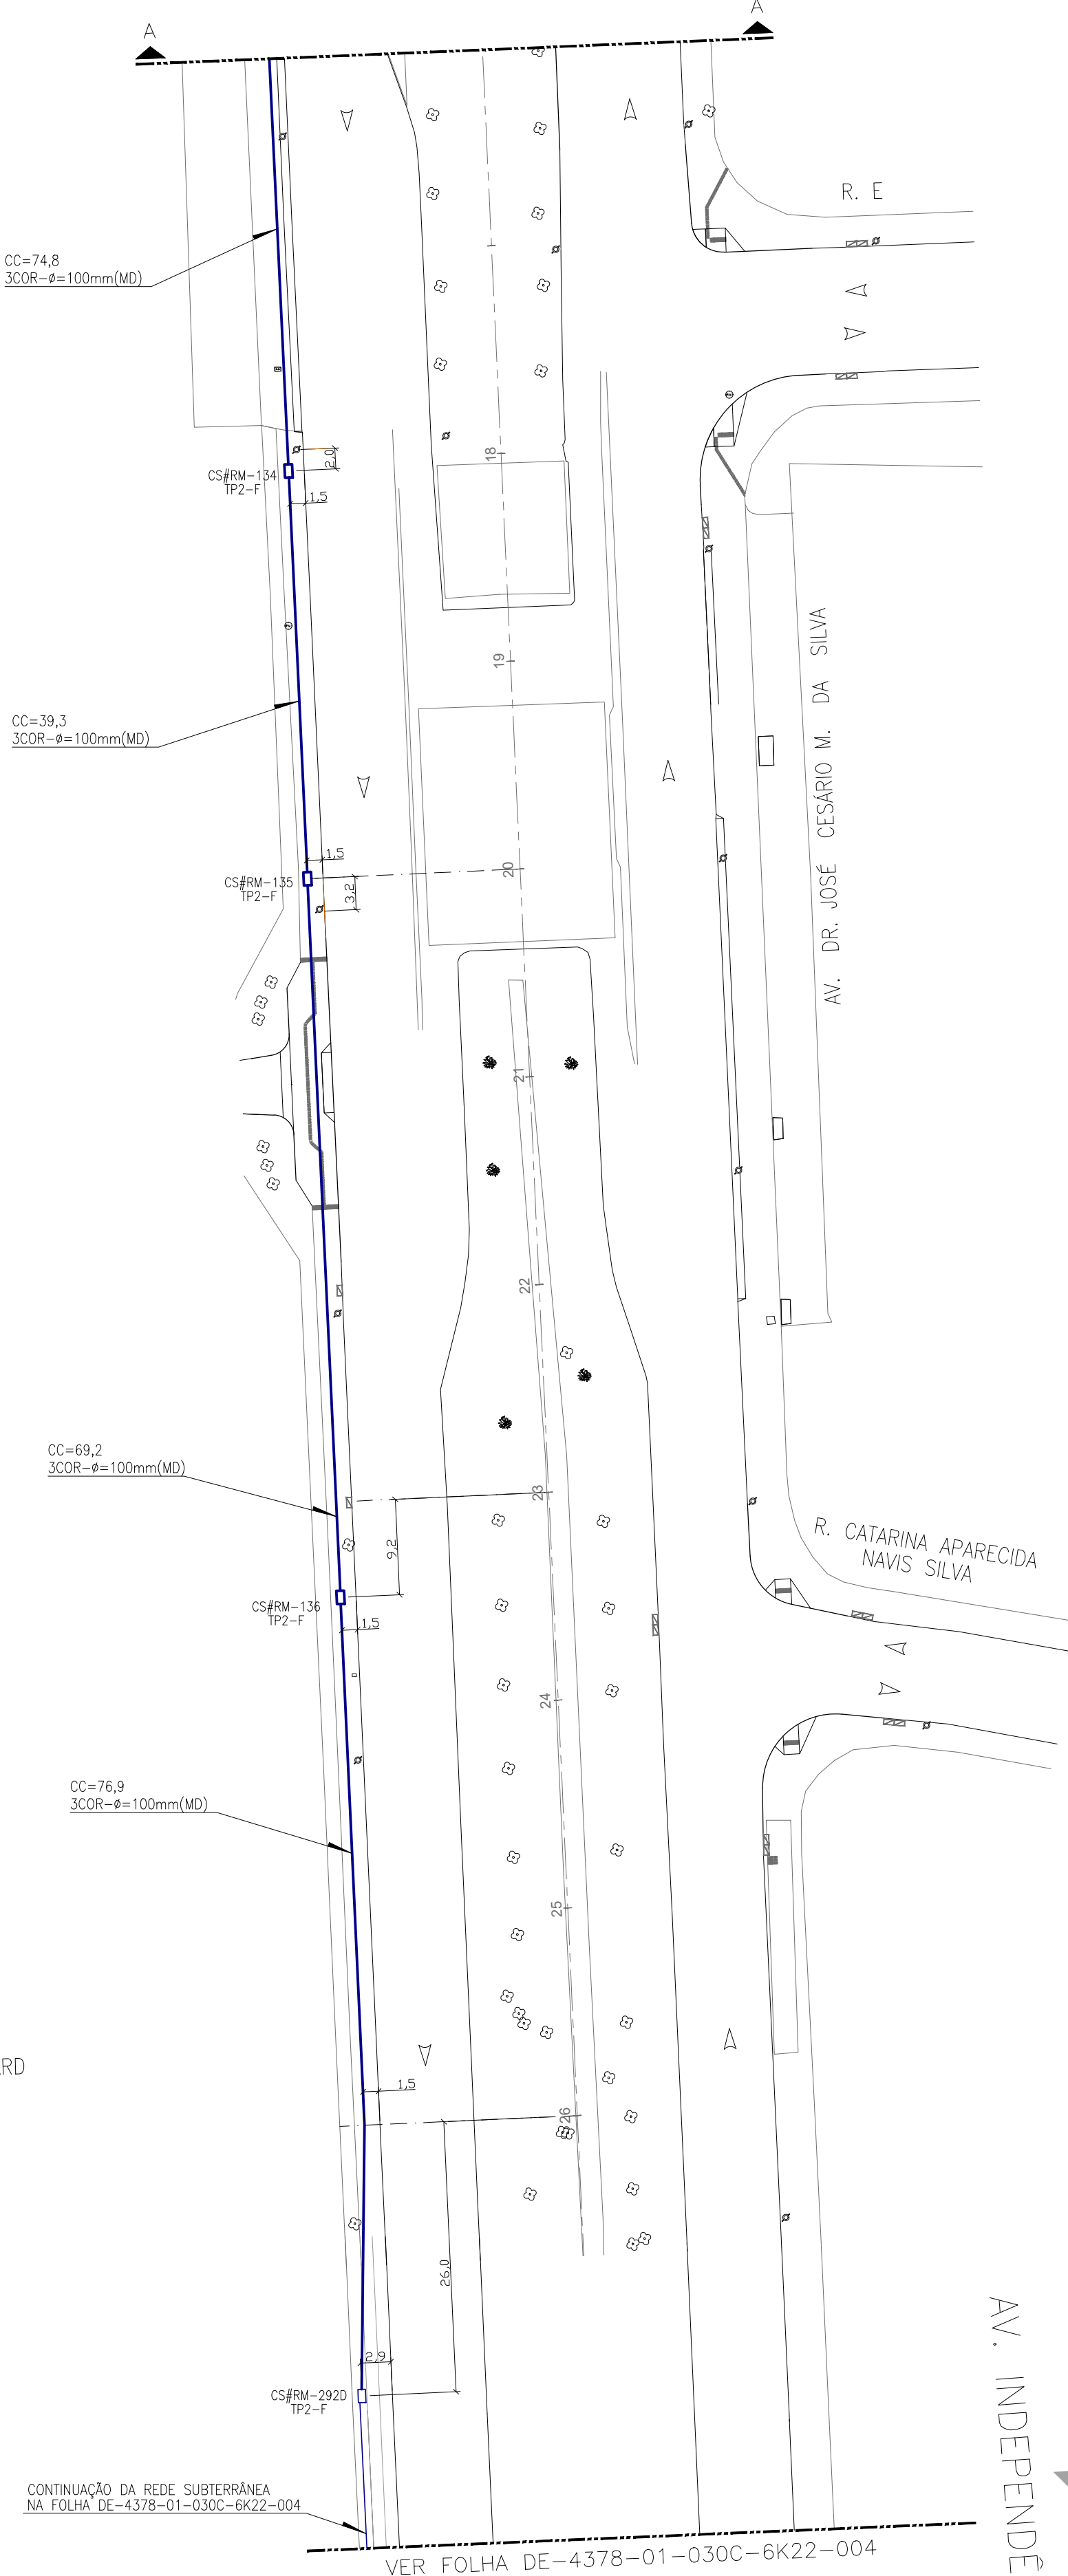 A
A
R. E
CC=74,8
3COR-ø=100mm(MD)
18
2,0
CS#RM-134
TP2-F
1,5
AV. DR. JOSÉ CESÁRIO M. DA SILVA
19
CC=39,3
3COR-ø=100mm(MD)
1,5
20
CS#RM-135
TP2-F
3,2
21
22
CC=69,2
3COR-ø=100mm(MD)
23
9,2
R. CATARINA APARECIDA
NAVIS SILVA
CS#RM-136
TP2-F
1,5
24
CC=76,9
3COR-ø=100mm(MD)
25
RD
1,5
26
26,0
2,9
CS#RM-292D
TP2-F
AV. INDEPENDÊ
CONTINUAÇÃO DA REDE SUBTERRÂNEA
NA FOLHA DE-4378-01-030C-6K22-004
VER FOLHA DE-4378-01-030C-6K22-004